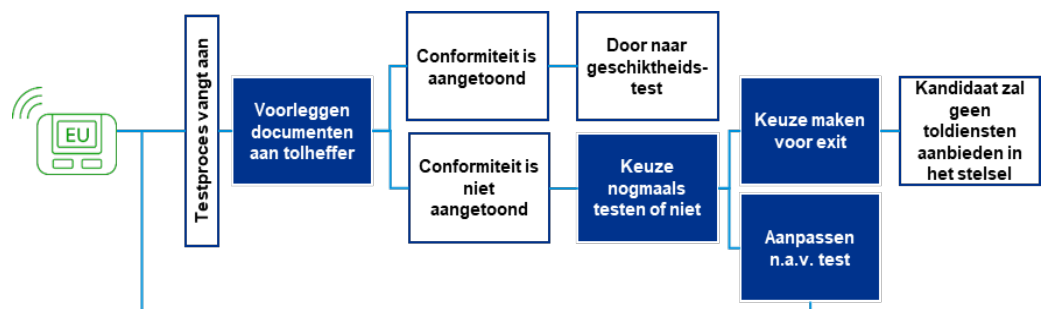 EU
Testproces vangt aan
Voorleggen
documenten
aan tolheffer
Conformiteit is
aangetoond
Door naar
geschiktheids-
test
Conformiteit is
niet
aangetoond
Keuze
nogmaals
testen of niet
Keuze maken
voor exit
Kandidaat zal
geen
toldiensten
aanbieden in
het stelsel
Aanpassen
n.a.v. test